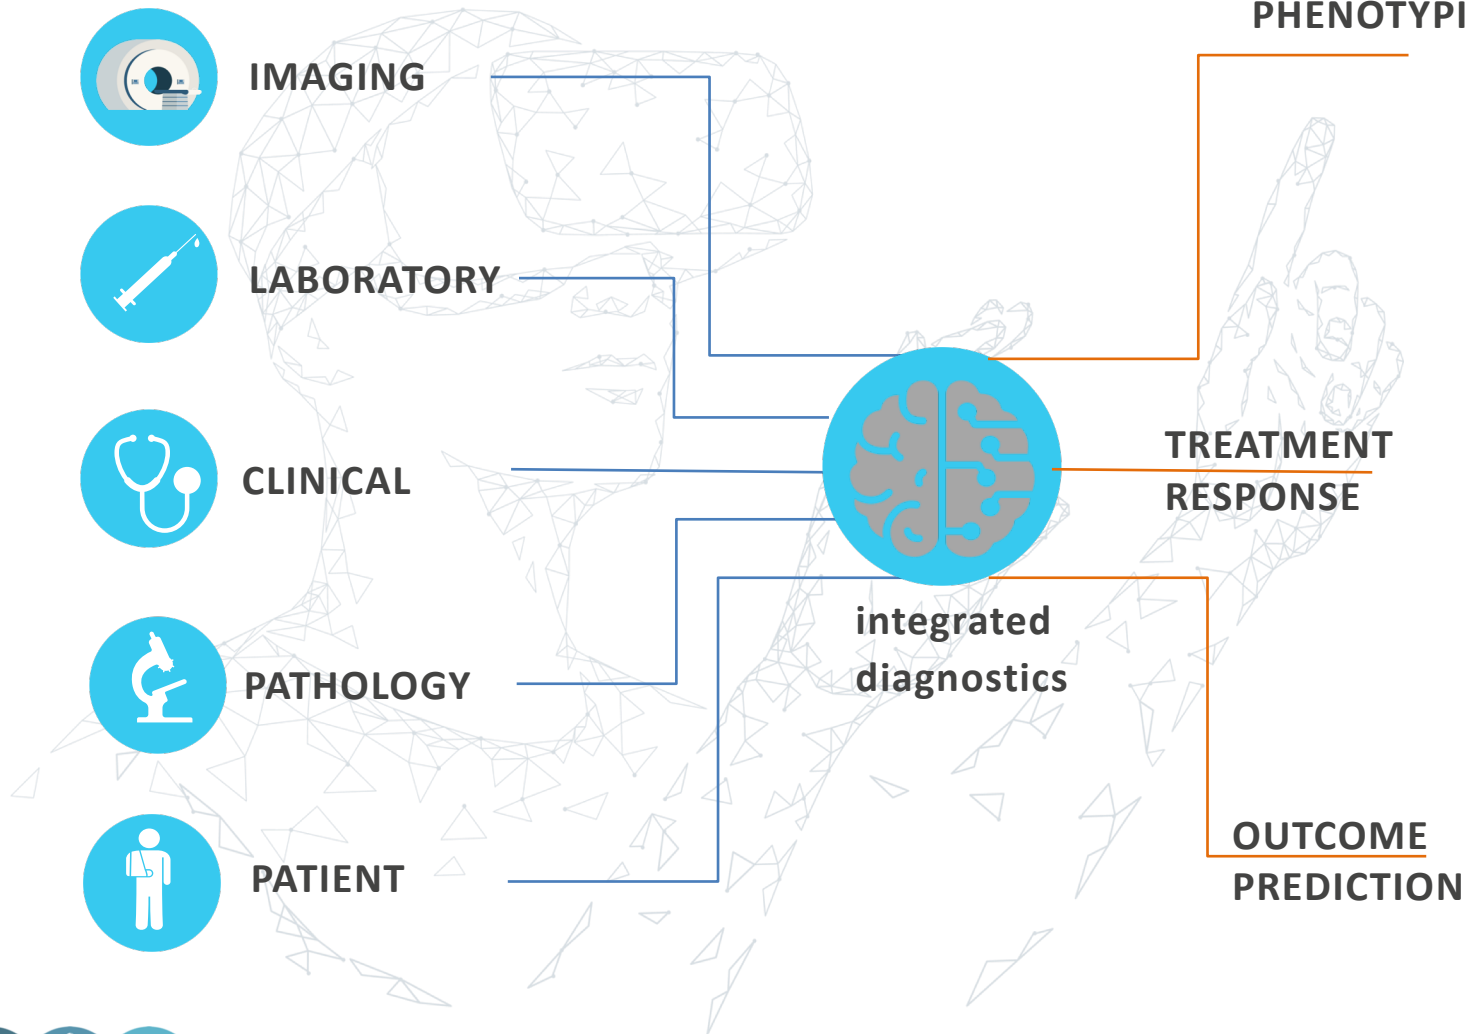 PHENOTYPI
IMAGING
LABORATORY
CLINICAL
TREATMENT
RESPONSE
integrated
diagnostics
PATHOLOGY
PATIENT
OUTCOME
PREDICTION